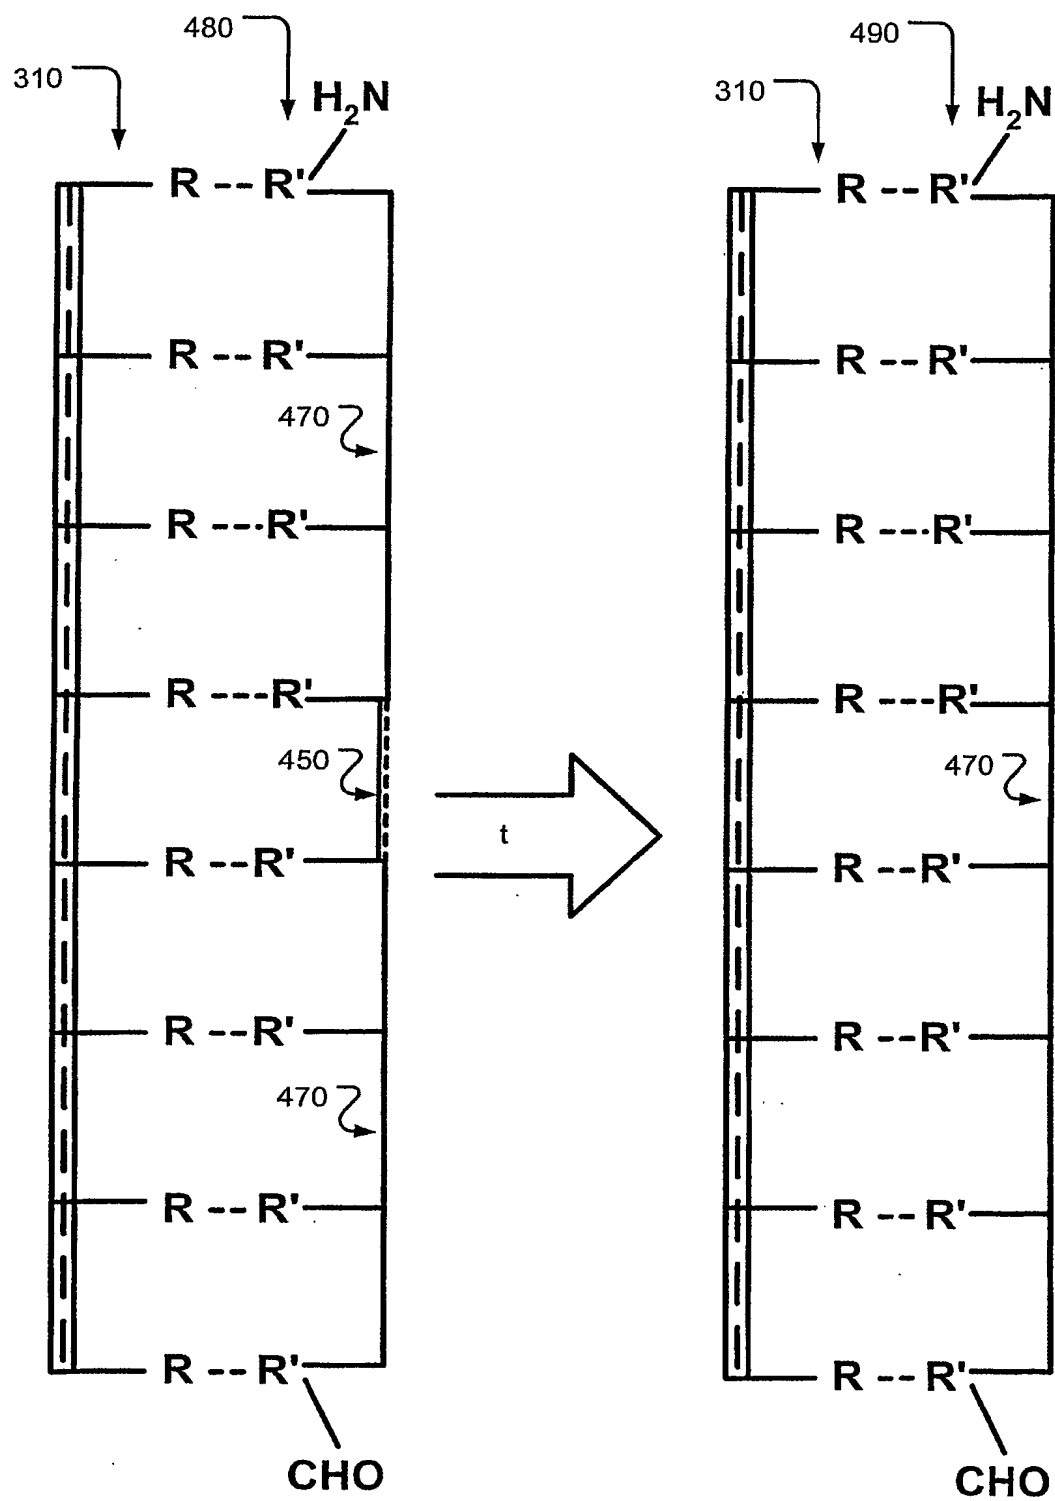 480
490
310
H2N
310
H2N
R --R'
R --R'
R --R'
R --R'
470
R ---R'
R ---R'
R ---R'
R ---R'
450
470
t
R --R'
R --R'
R --R'
R --R'
470
R --R'
R --R'
R --R'
R --R'
CHO
CHO